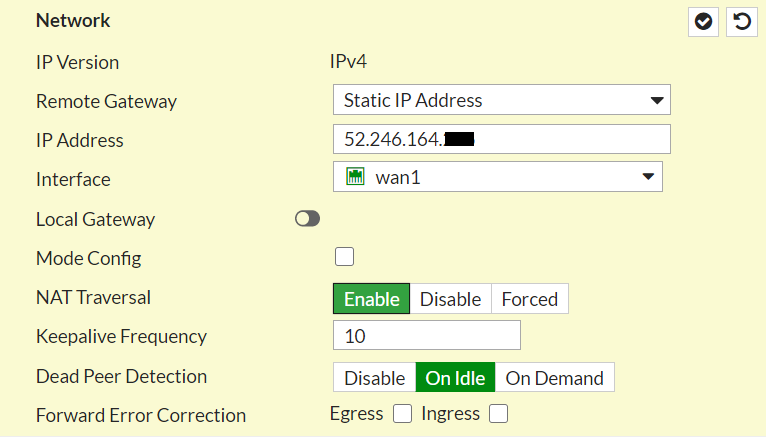 Network
IP Version IPv4
Remote Gateway Static IP Address
IP Address 52.246.164.
Interface wan1
Local Gateway
Mode Config
NAT Traversal Enable Disable Forced
Keepalive Frequency 10
Dead Peer Detection Disable On Idle On Demand
Forward Error Correction Egress Ingress